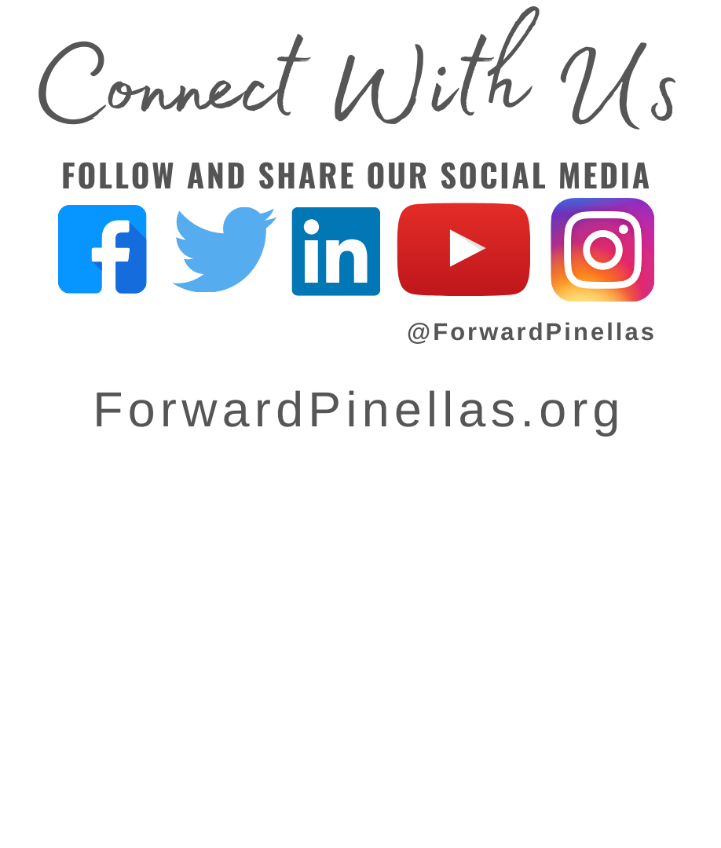 Connect With Us
FOLLOW AND SHARE OUR SOCIAL MEDIA
f in
@ForwardPinellas
ForwardPinellas.org